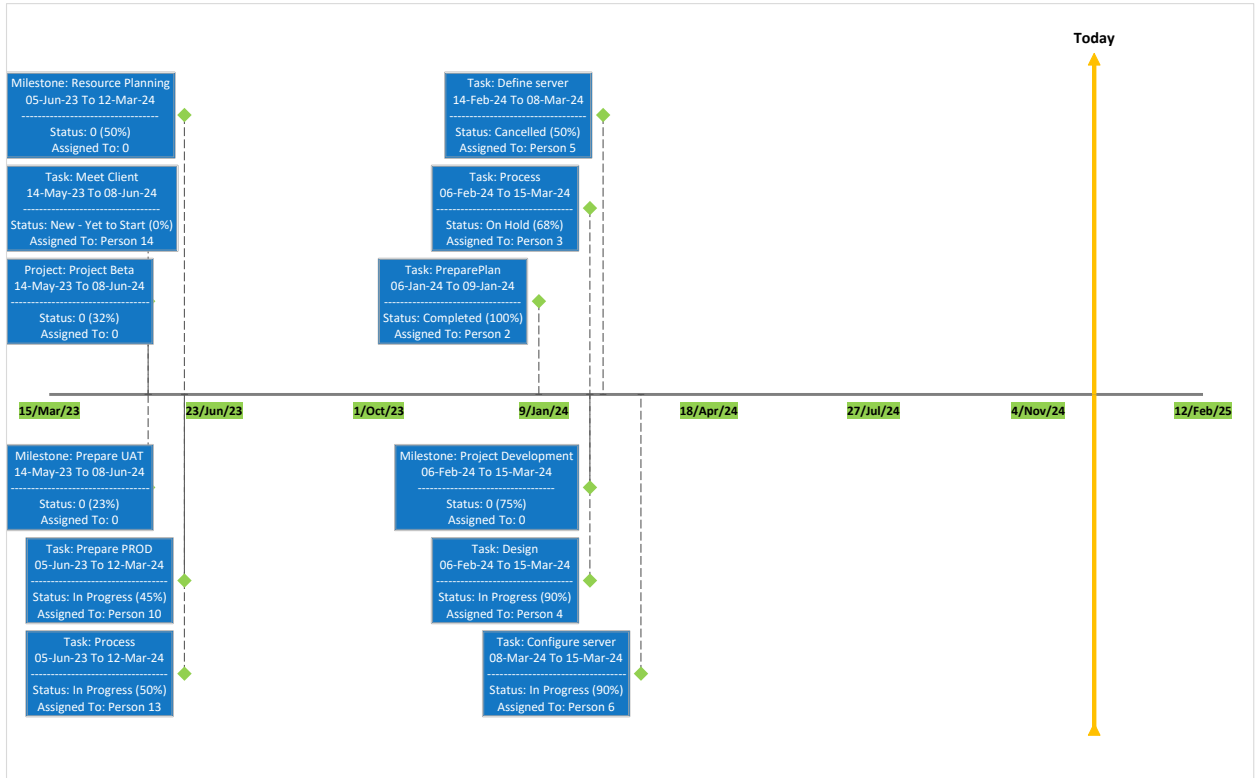 Today
Milestone: Resource Planning
05-Jun-23 To 12-Mar-24
----------------------------------
Status: 0 (50%)
Assigned To: 0
Task: Define server
14-Feb-24 To 08-Mar-24
----------------------------------
Status: Cancelled (50%)
Assigned To: Person 5
Task: Meet Client
14-May-23 To 08-Jun-24
----------------------------------
Status: New - Yet to Start (0%)
Assigned To: Person 14
Task: Process
06-Feb-24 To 15-Mar-24
----------------------------------
Status: On Hold (68%)
Assigned To: Person 3
Project: Project Beta
14-May-23 To 08-Jun-24
----------------------------------
Status: 0 (32%)
Assigned To: 0
Task: PreparePlan
06-Jan-24 To 09-Jan-24
----------------------------------
Status: Completed (100%)
Assigned To: Person 2
15/Mar/23
23/Jun/23
1/Oct/23
9/Jan/24
18/Apr/24
27/Jul/24
4/Nov/24
12/Feb/25
Milestone: Prepare UAT
14-May-23 To 08-Jun-24
----------------------------------
Status: 0 (23%)
Assigned To: 0
Milestone: Project Development
06-Feb-24 To 15-Mar-24
----------------------------------
Status: 0 (75%)
Assigned To: 0
Task: Prepare PROD
05-Jun-23 To 12-Mar-24
----------------------------------
Status: In Progress (45%)
Assigned To: Person 10
Task: Design
06-Feb-24 To 15-Mar-24
----------------------------------
Status: In Progress (90%)
Assigned To: Person 4
Task: Process
05-Jun-23 To 12-Mar-24
----------------------------------
Status: In Progress (50%)
Assigned To: Person 13
Task: Configure server
08-Mar-24 To 15-Mar-24
----------------------------------
Status: In Progress (90%)
Assigned To: Person 6